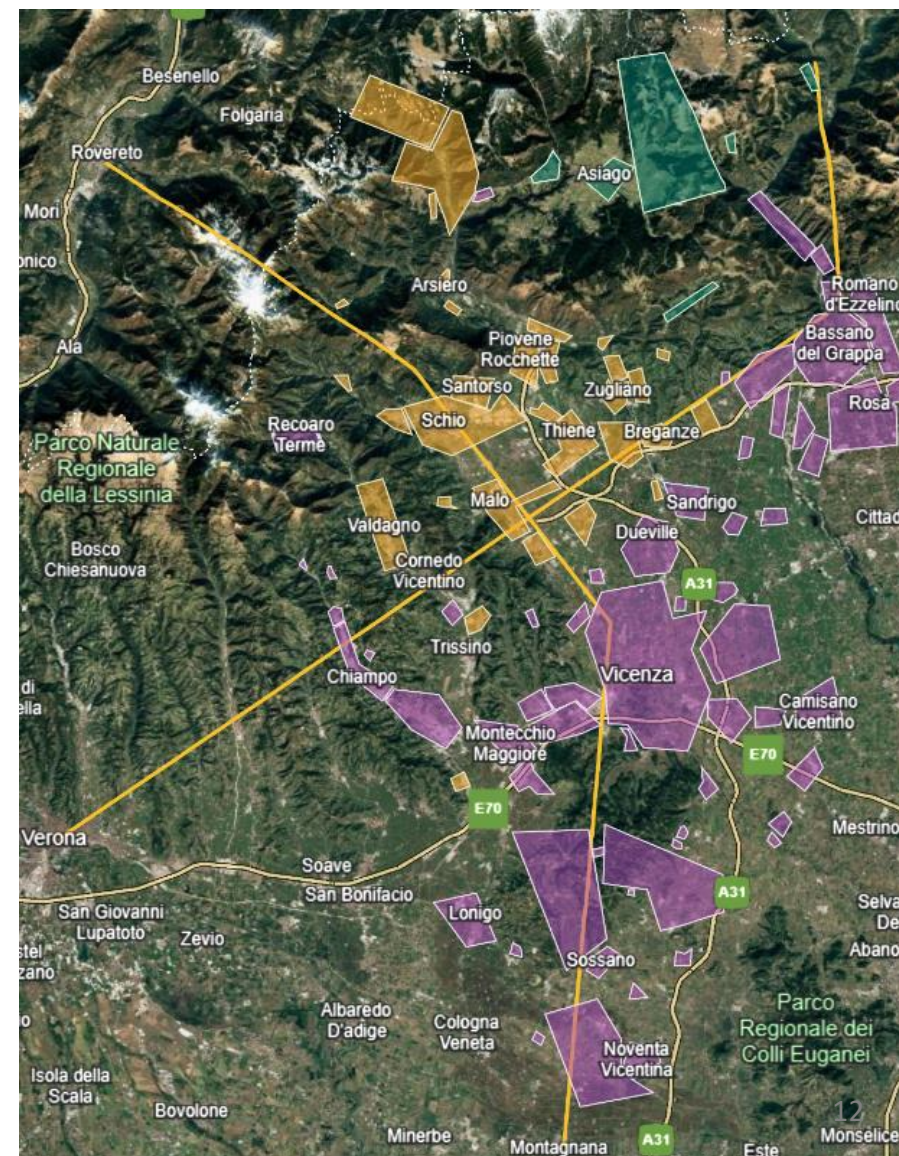 Besenello
Folgaria
Rovereto
Asiago
Mori
onico
Arsiero
Romano
d'Ezzelino
Ala
Piovene
Rocchette
Bassano
del Grappa
Santorso
Zugliano
Rosa
Recoaro
Terme
Schio
Thiene
Breganze
Parco Naturale
Regionale
della Lessinia
Malo
Sandrigo
Valdagno
Dueville
Cittad
Bosco
Chiesanuova
Cornedo
Vicentino
A31
Trissino
Chiampo
Vicenza
di
ella
Camisano
Vicentino
Montecchio
Maggiore
E70
E70
Verona
Mestrino
Soave
San Bonifacio
A31
San Giovanni
Lupatoto
Lonigo
Selva
De
Zevio
stel
zano
Sossano
Abano
Albaredo
D'adige
Cologna
Veneta
Parco
Regionale dei
Colli Euganei
Noventa
Vicentina
Isola della
Scala
Bovolone
12
Minerbe
Montagnana
A31
Este
Monselice